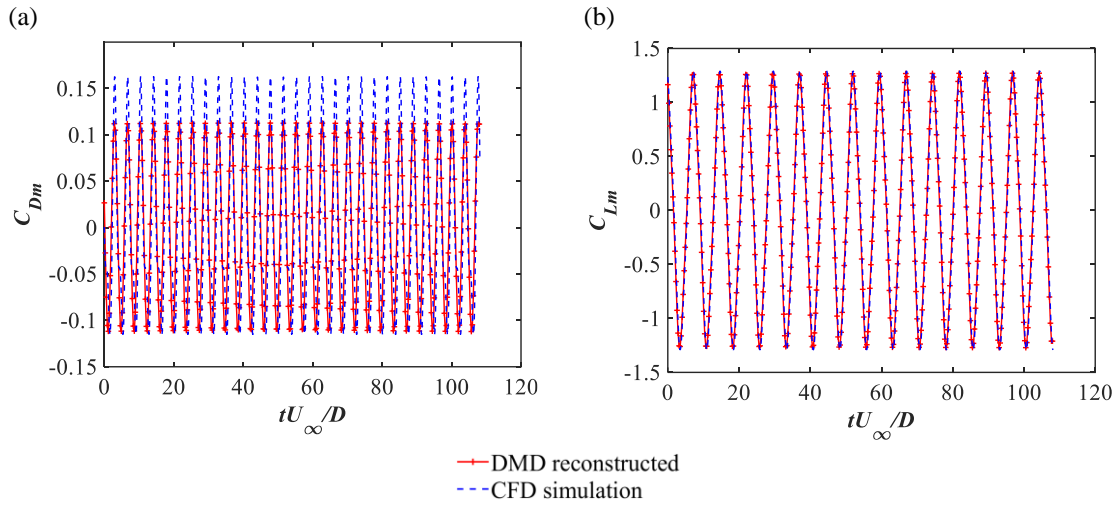 (a)
(b)
0.15
0.1
0.05
0
-0.05
-0.1
-0.15
C_Dm
0 20 40 60 80 100 120
tU_∞/D
1.5
1
0.5
0
-0.5
-1
-1.5
C_Lm
0 20 40 60 80 100 120
tU_∞/D
DMD reconstructed
CFD simulation